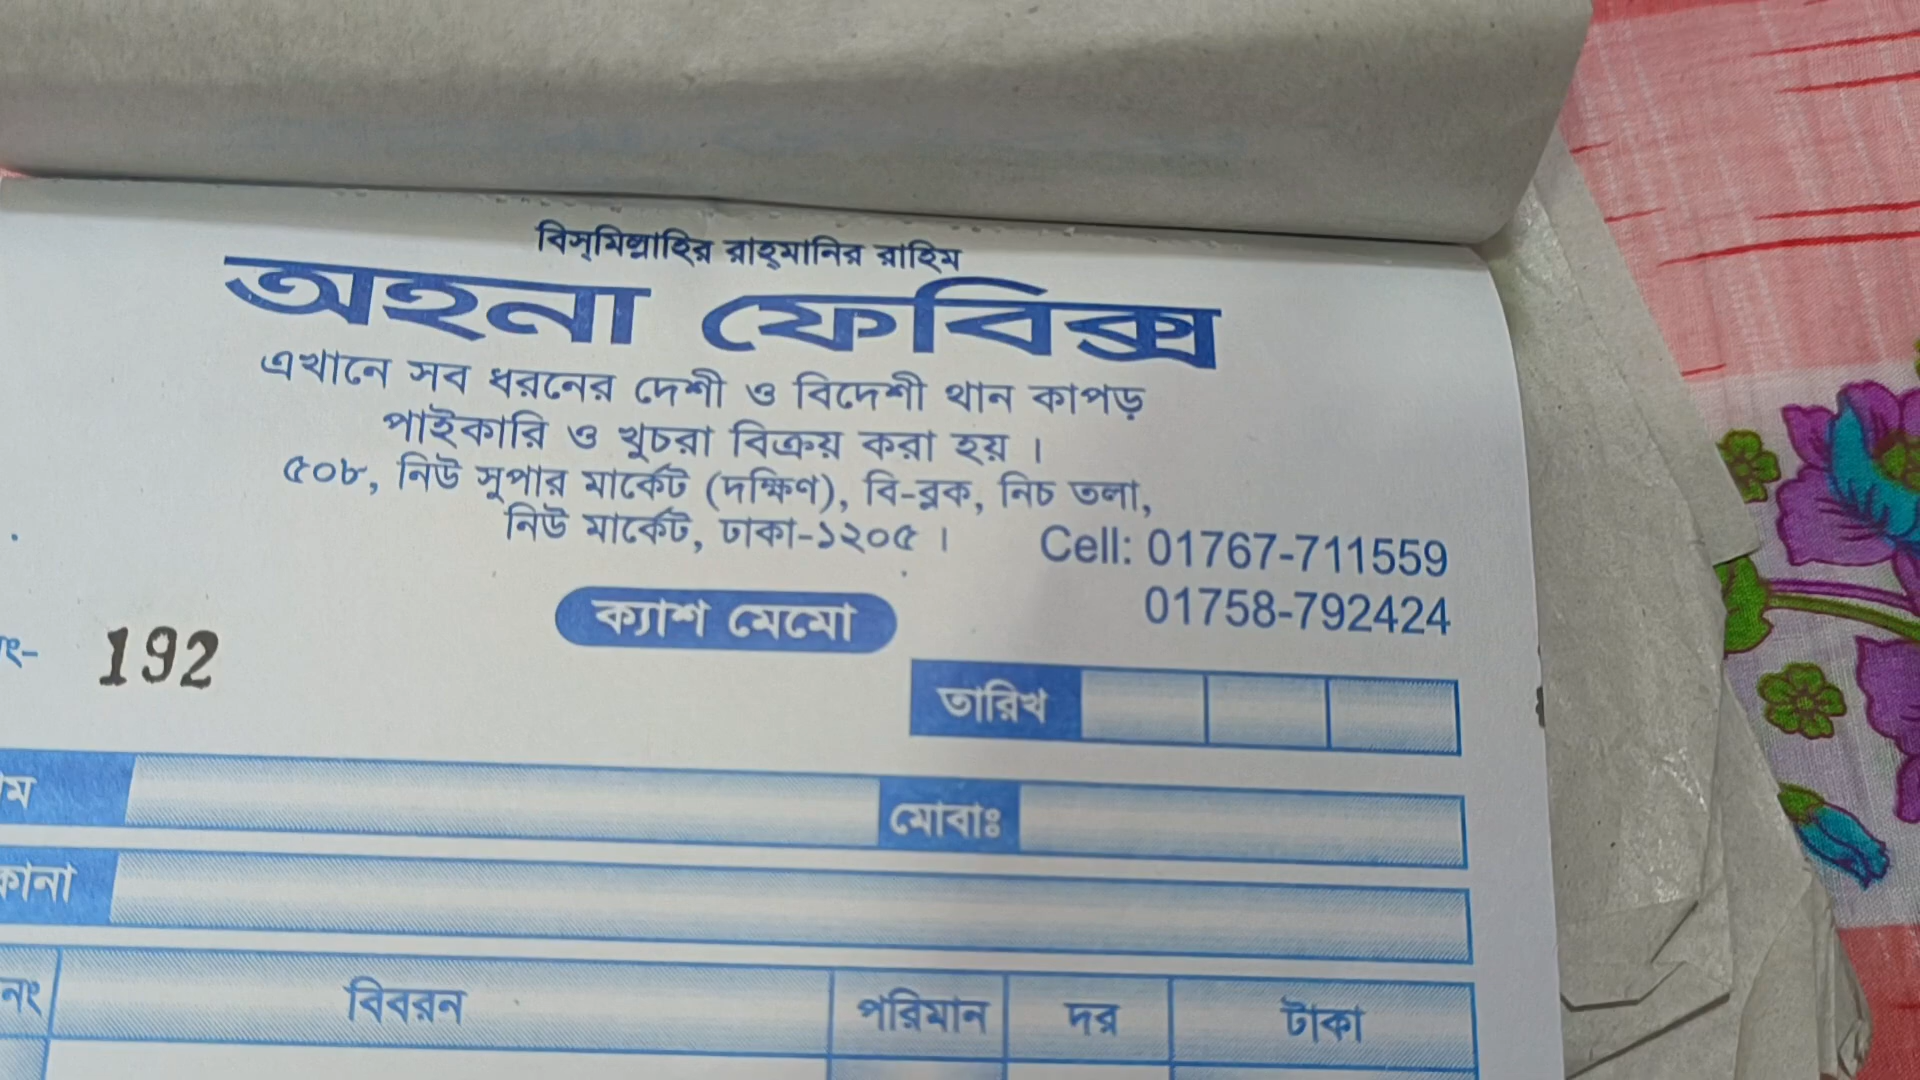 বিস্‌মিল্লাহির রাহ্‌মানির রাহিম
অহনা ফেবিক্স
এখানে সব ধরনের দেশী ও বিদেশী থান কাপড়
পাইকারি ও খুচরা বিক্রয় করা হয়।
৫০৮, নিউ সুপার মার্কেট (দক্ষিণ), বি-ব্লক, নিচ তলা,
নিউ মার্কেট, ঢাকা-১২০৫।
Cell: 01767-711559
01758-792424
ক্যাশ মেমো
192
তারিখ
মোবাঃ
নং বিবরন পরিমান দর টাকা